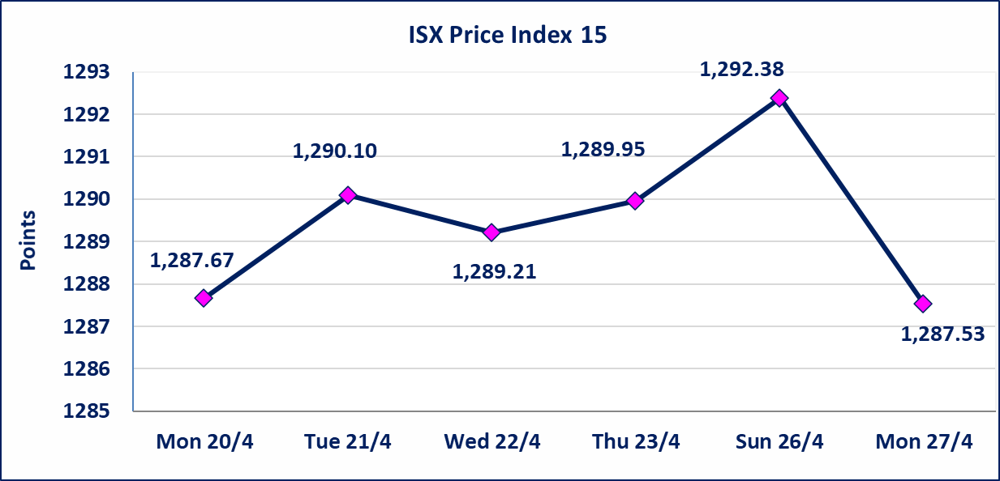 ISX Price Index 15
Points
1293
1292
1291
1290
1289
1288
1287
1286
1285
1,287.67
1,290.10
1,289.21
1,289.95
1,292.38
1,287.53
Mon 20/4
Tue 21/4
Wed 22/4
Thu 23/4
Sun 26/4
Mon 27/4